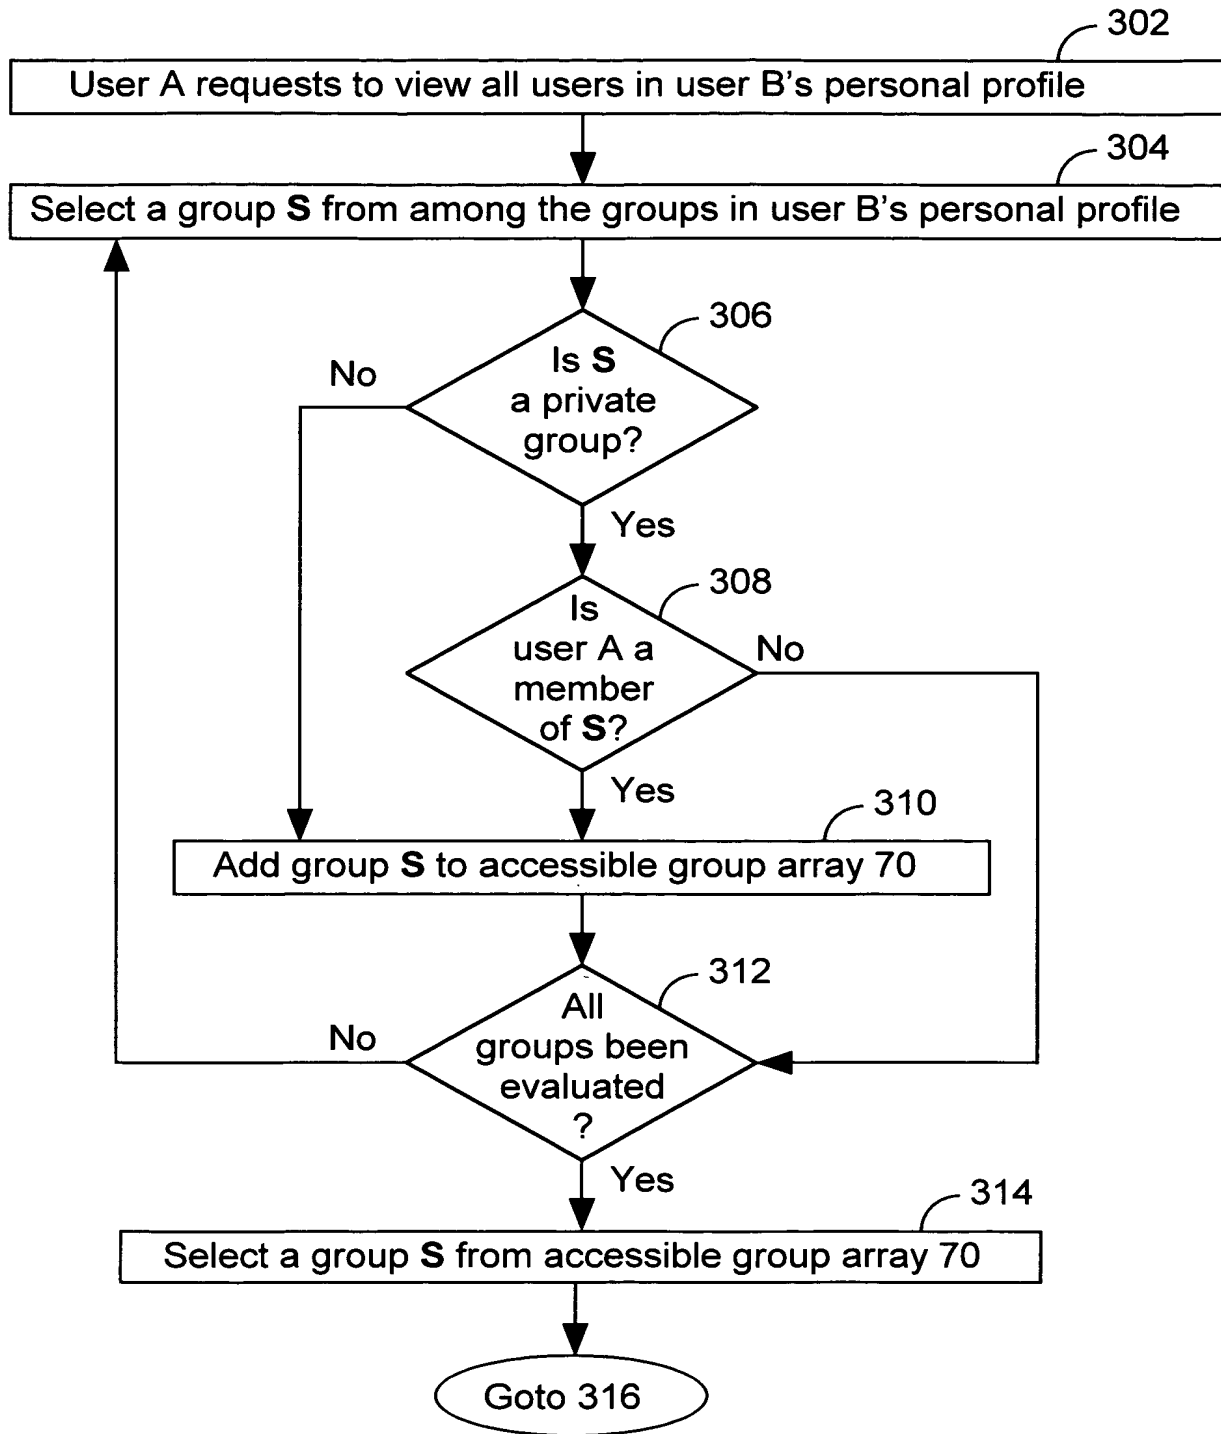 302
User A requests to view all users in user B's personal profile
304
Select a group S from among the groups in user B's personal profile
306
Is S
a private
group?
No
Yes
308
Is
user A a
member
of S?
No
Yes
310
Add group S to accessible group array 70
312
All
groups been
evaluated
?
No
Yes
314
Select a group S from accessible group array 70
Goto 316